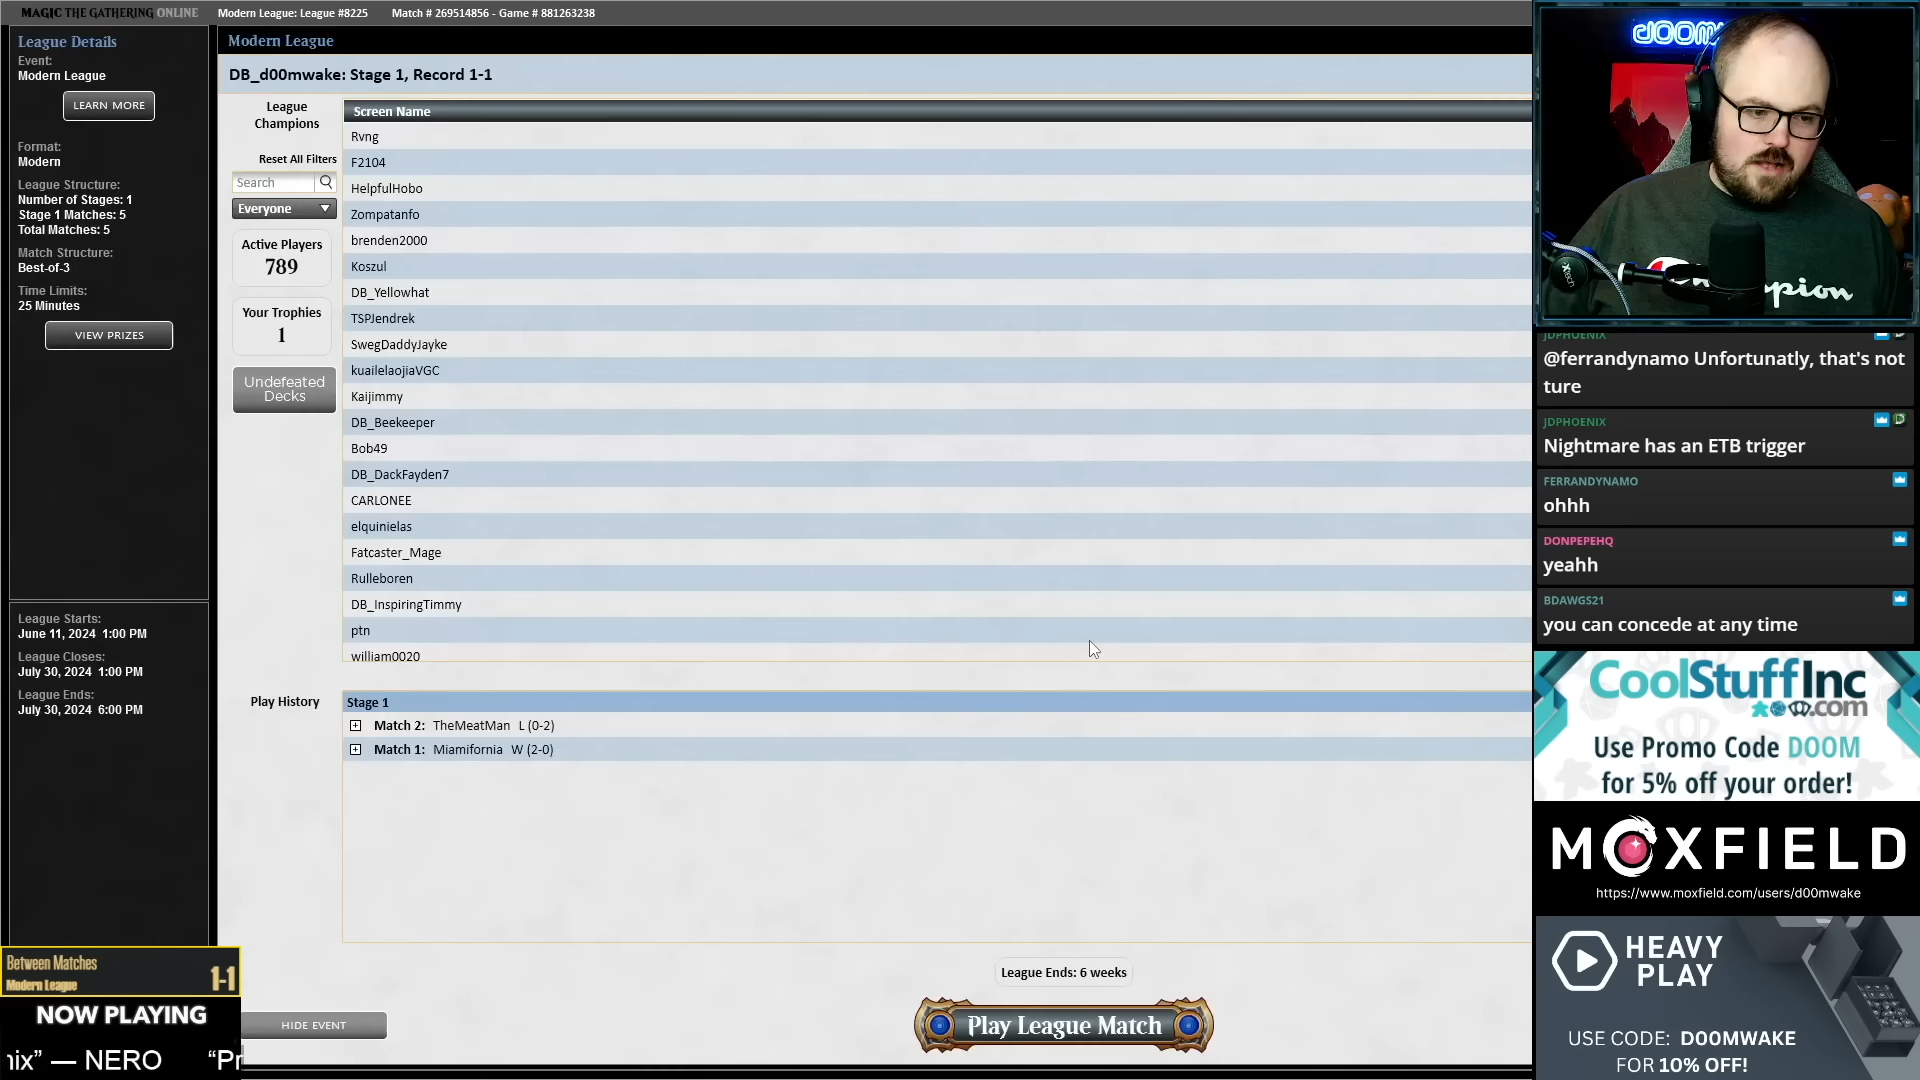 MAGIC THE GATHERING ONLINE
Modern League: League #8225
Match # 269514856 - Game # 881263238
League Details
Event:
Modern League
LEARN MORE
Format:
Modern
League Structure:
Number of Stages: 1
Stage 1 Matches: 5
Total Matches: 5
Match Structure:
Best-of-3
Time Limits:
25 Minutes
VIEW PRIZES
League Starts:
June 11, 2024 1:00 PM
League Closes:
July 30, 2024 1:00 PM
League Ends:
July 30, 2024 6:00 PM
Between Matches
Modern League
1-1
NOW PLAYING
nix” — NERO “Pr
Modern League
DB_d00mwake: Stage 1, Record 1-1
League
Champions
Reset All Filters
Search
Everyone
Active Players
789
Your Trophies
1
Undefeated
Decks
Screen Name
Rvng
F2104
HelpfulHobo
Zompatanfo
brenden2000
Koszul
DB_Yellowhat
TSPJendrek
SwegDaddyJayke
kuailelaojiaVGC
Kaijimmy
DB_Beekeeper
Bob49
DB_DackFayden7
CARLONEE
elquinielas
Fatcaster_Mage
Rulleboren
DB_InspiringTimmy
ptn
william0020
Play History
Stage 1
Match 2: TheMeatMan L (0-2)
Match 1: Miamifornia W (2-0)
League Ends: 6 weeks
HIDE EVENT
Play League Match
JDPHOENIX
@ferrandynamo Unfortunatly, that's not
ture
JDPHOENIX
Nightmare has an ETB trigger
FERRANDYNAMO
ohhh
DONPEPEHQ
yeahh
BDAWGS21
you can concede at any time
CoolStuffInc
.com
Use Promo Code DOOM
for 5% off your order!
MOXFIELD
https://www.moxfield.com/users/d00mwake
HEAVY
PLAY
USE CODE: D00MWAKE
FOR 10% OFF!